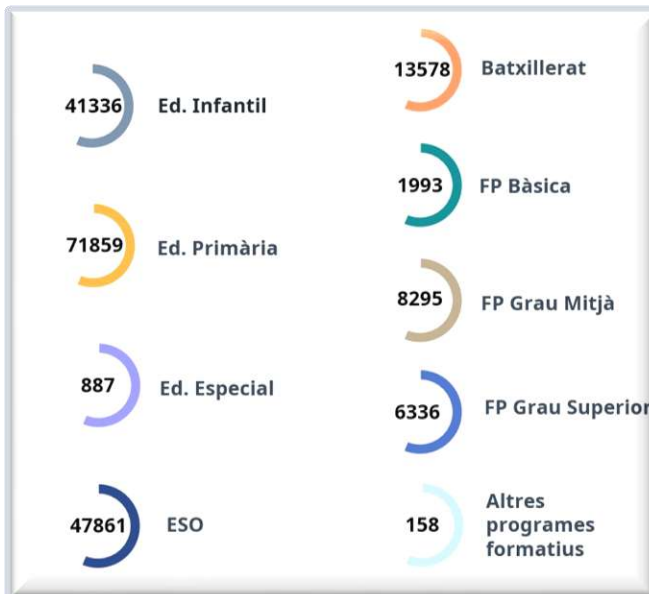 41336 Ed. Infantil
71859 Ed. Primària
887 Ed. Especial
47861 ESO
13578 Batxillerat
1993 FP Bàsica
8295 FP Grau Mitjà
6336 FP Grau Superior
158 Altres
programes
formatius